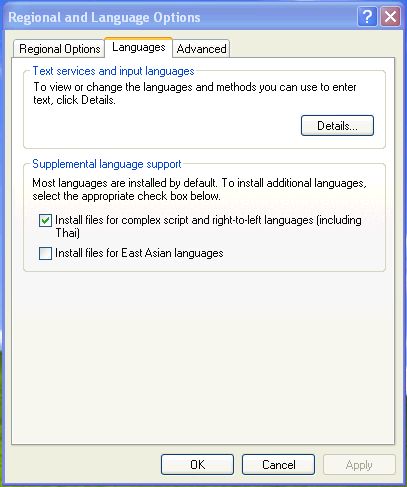 Regional and Language Options
Regional Options Languages Advanced
Text services and input languages
To view or change the languages and methods you can use to enter
text, click Details.
Details...
Supplemental language support
Most languages are installed by default. To install additional languages,
select the appropriate check box below.
Install files for complex script and right-to-left languages (including
Thai)
Install files for East Asian languages
OK Cancel Apply